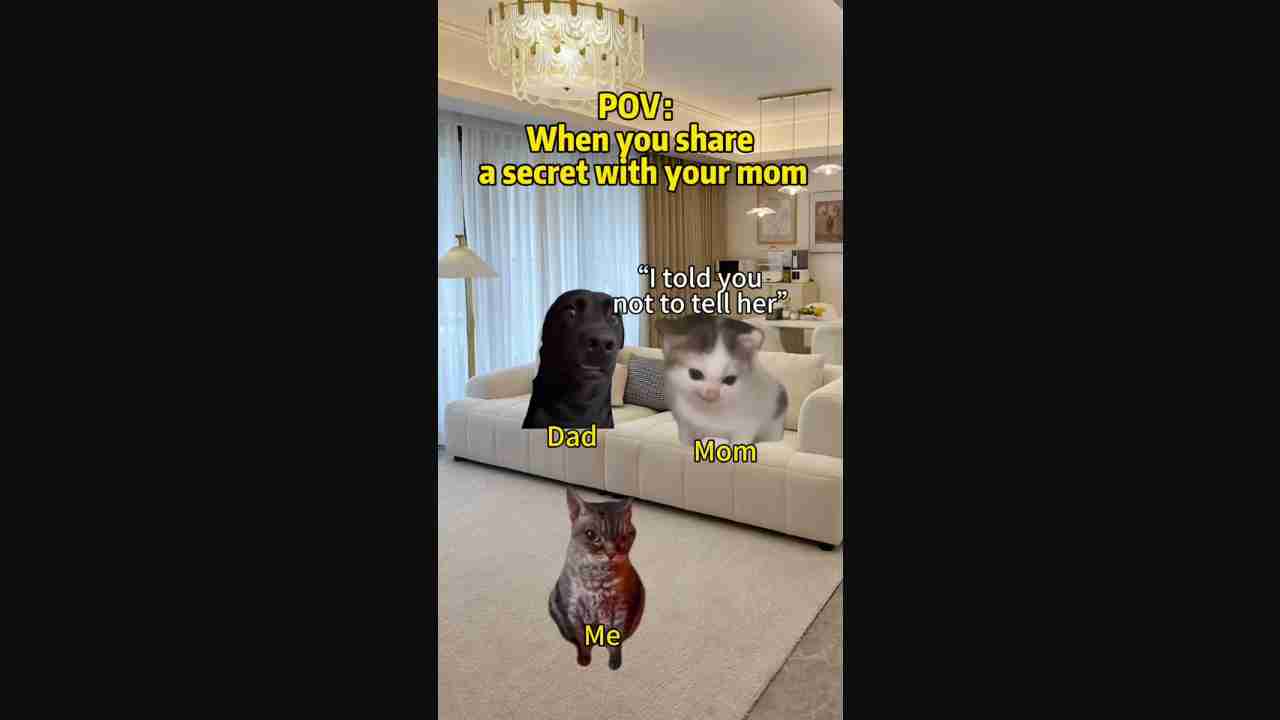 POV:
When you share
a secret with your mom
“I told you
not to tell her”
Dad
Mom
Me